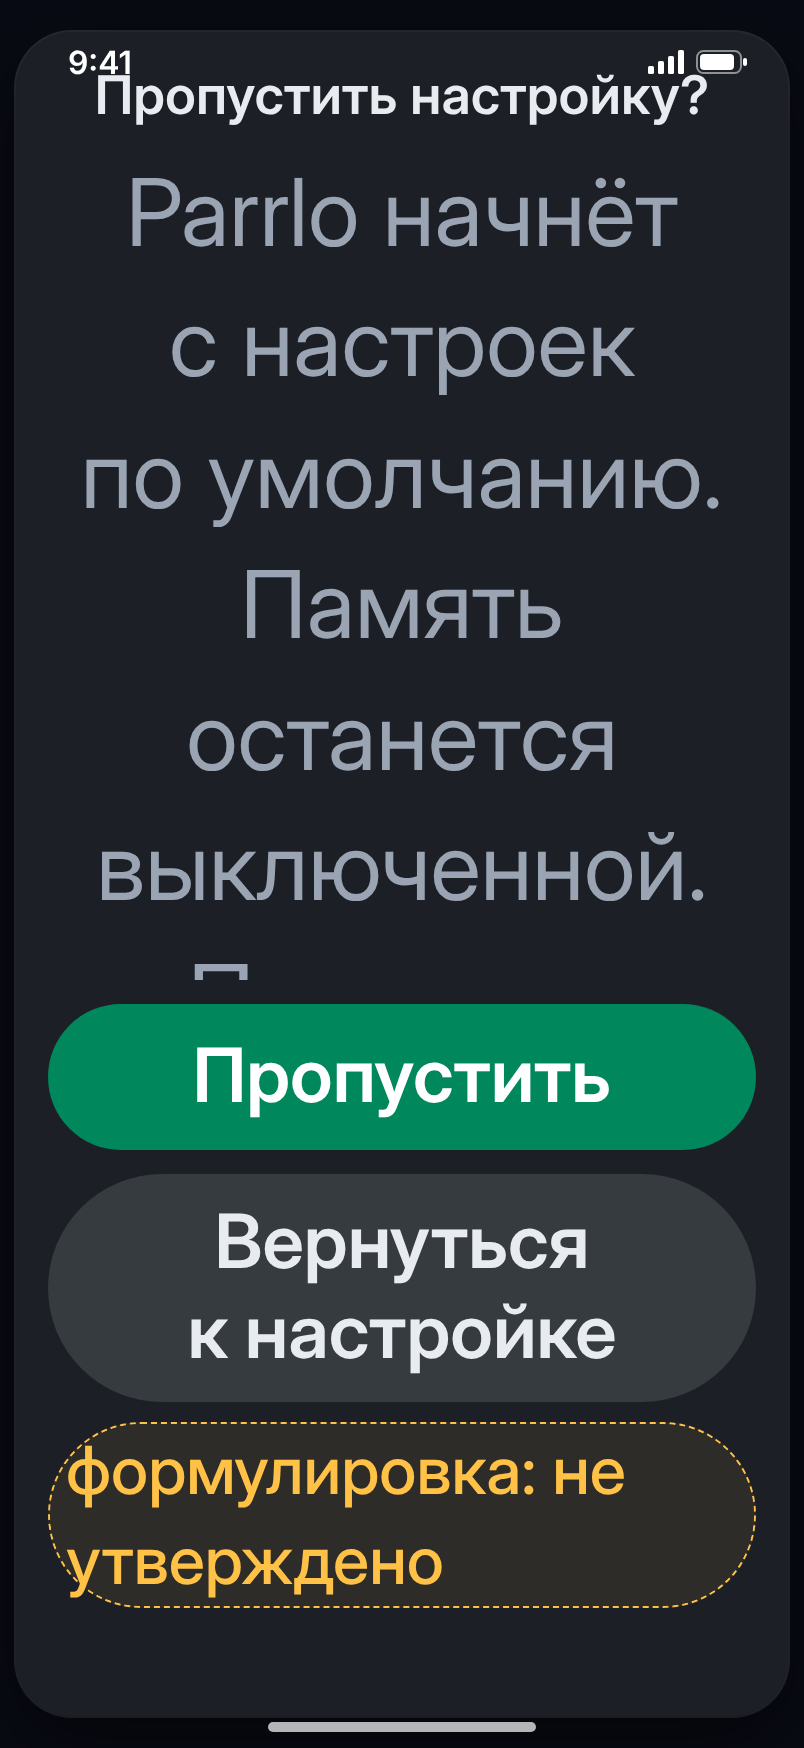 9:41
Пропустить настройку?
Parrlo начнёт
с настроек
по умолчанию.
Память
останется
выключенной.
Пропустить
Вернуться
к настройке
формулировка: не
утверждено